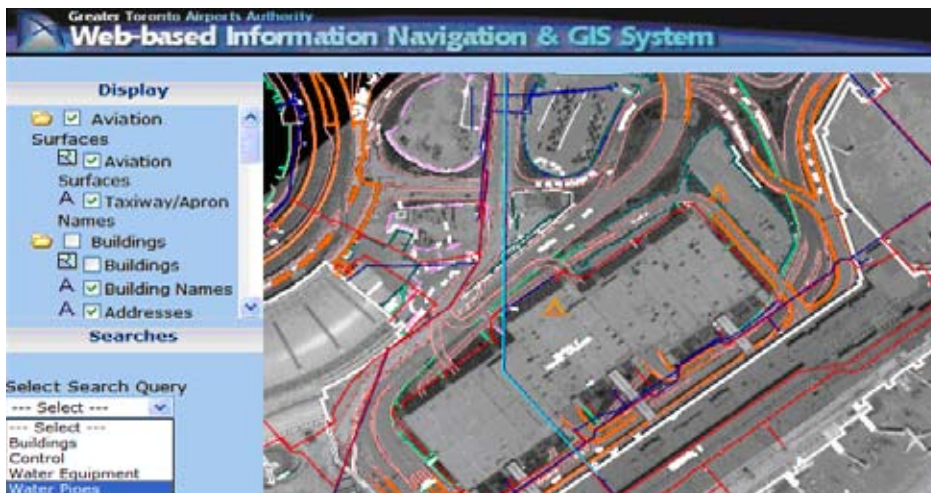 Greater Toronto Airports Authority
Web-based Information Navigation & GIS System
Display
Aviation
Surfaces
Aviation
Surfaces
A Taxiway/Apron
Names
Buildings
Buildings
A Building Names
A Addresses
Searches
Select Search Query
--- Select ---
--- Select ---
Buildings
Control
Water Equipment
Water Pipes